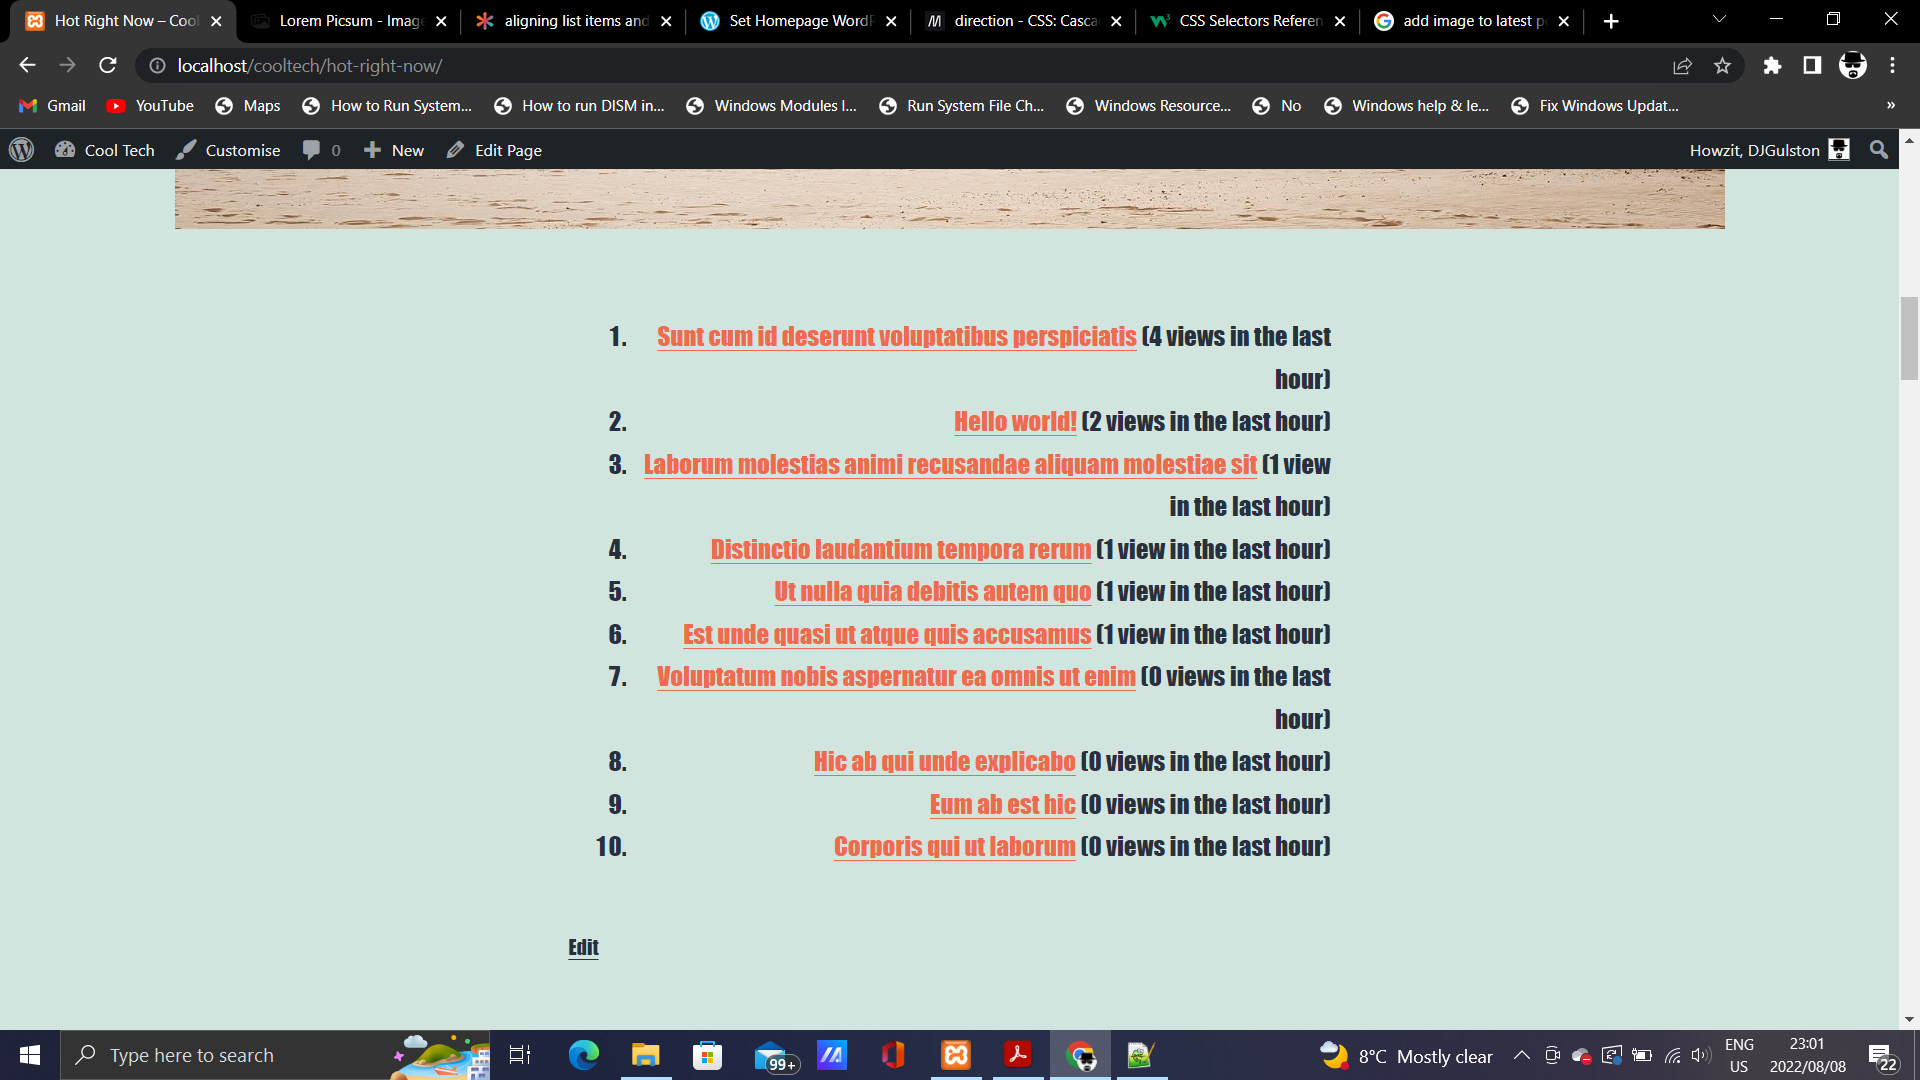 Hot Right Now – Cool
Lorem Picsum - Image
aligning list items and
Set Homepage WordP
direction - CSS: Casca
CSS Selectors Referen
add image to latest p
localhost/cooltech/hot-right-now/
Gmail
YouTube
Maps
How to Run System...
How to run DISM in...
Windows Modules I...
Run System File Ch...
Windows Resource...
No
Windows help & le...
Fix Windows Updat...
»
Cool Tech
Customise
0
New
Edit Page
Howzit, DJGulston
1. Sunt cum id deserunt voluptatibus perspiciatis (4 views in the last
hour)
2. Hello world! (2 views in the last hour)
3. Laborum molestias animi recusandae aliquam molestiae sit (1 view
in the last hour)
4. Distinctio laudantium tempora rerum (1 view in the last hour)
5. Ut nulla quia debitis autem quo (1 view in the last hour)
6. Est unde quasi ut atque quis accusamus (1 view in the last hour)
7. Voluptatum nobis aspernatur ea omnis ut enim (0 views in the last
hour)
8. Hic ab qui unde explicabo (0 views in the last hour)
9. Eum ab est hic (0 views in the last hour)
10. Corporis qui ut laborum (0 views in the last hour)
Edit
Type here to search
99+
8°C Mostly clear
ENG
US
23:01
2022/08/08
22